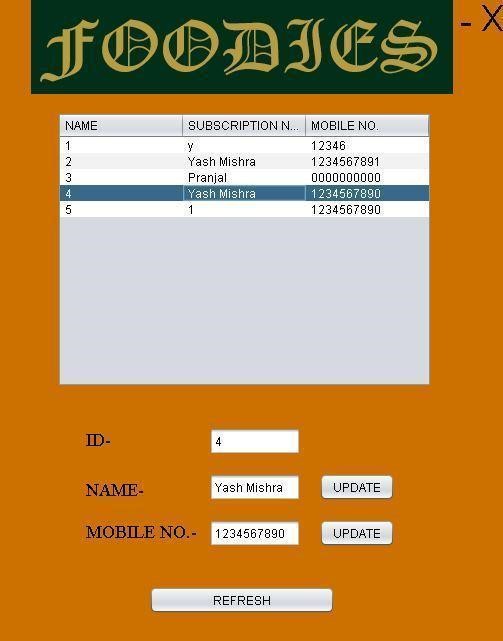 FOODIES - X
NAME SUBSCRIPTION N... MOBILE NO.
1 y 12346
2 Yash Mishra 1234567891
3 Pranjal 0000000000
4 Yash Mishra 1234567890
5 1 1234567890
ID- 4
NAME- Yash Mishra UPDATE
MOBILE NO.- 1234567890 UPDATE
REFRESH